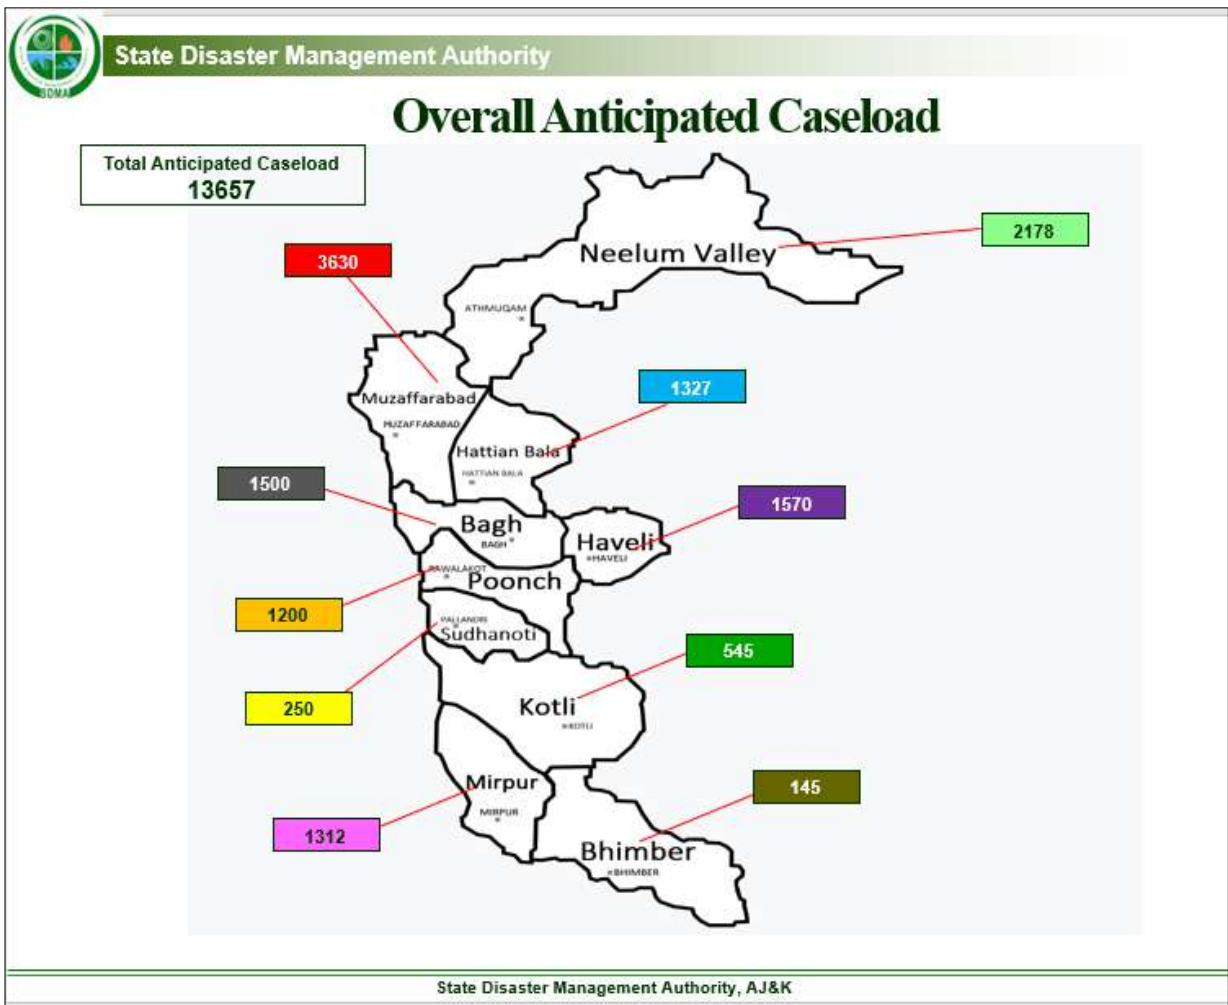 SDMA
State Disaster Management Authority
Overall Anticipated Caseload
Total Anticipated Caseload
13657
2178
Neelum Valley
3630
ATHMUQAM
1327
Muzaffarabad
MUZAFFARABAD
Hattian Bala
HATTIAN BALA
1500
1570
Bagh
BAGH
Haveli
HAVELI
RAWALAKOT
Poonch
1200
PALLANDRI
Sudhanoti
545
250
Kotli
KOTLI
Mirpur
145
MIRPUR
1312
Bhimber
BHIMBER
State Disaster Management Authority, AJ&K